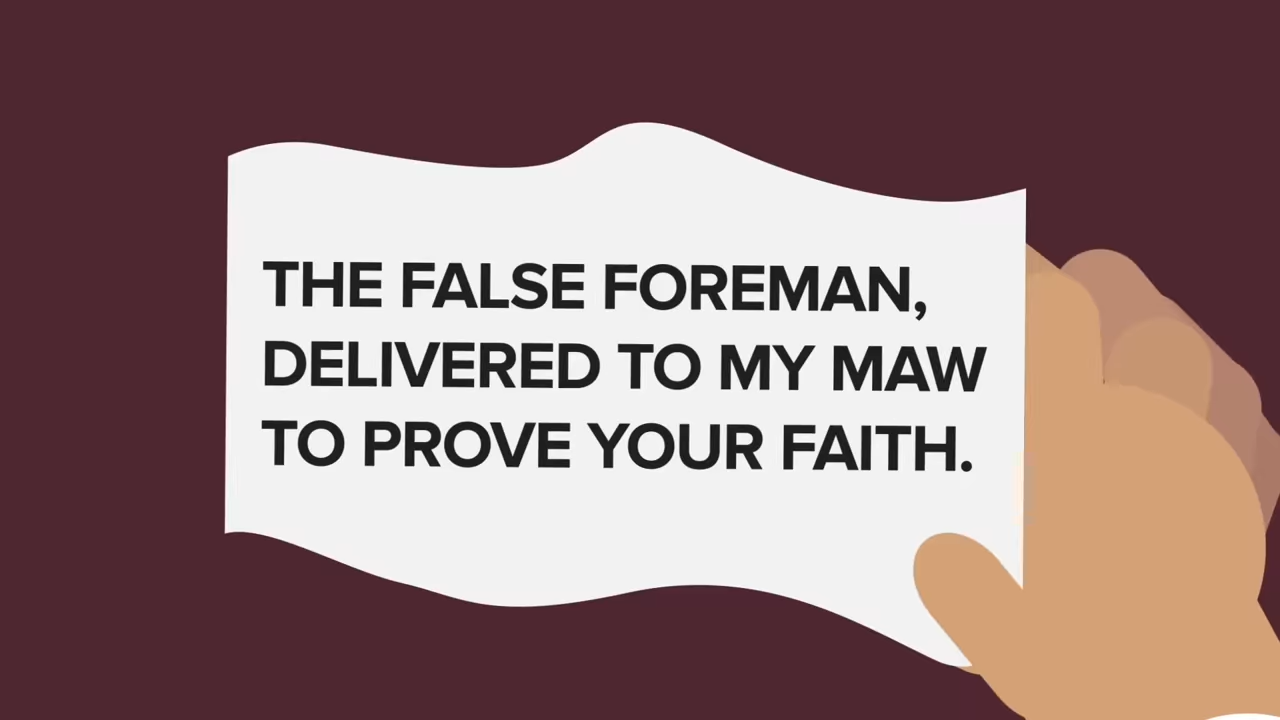 THE FALSE FOREMAN,
DELIVERED TO MY MAW
TO PROVE YOUR FAITH.